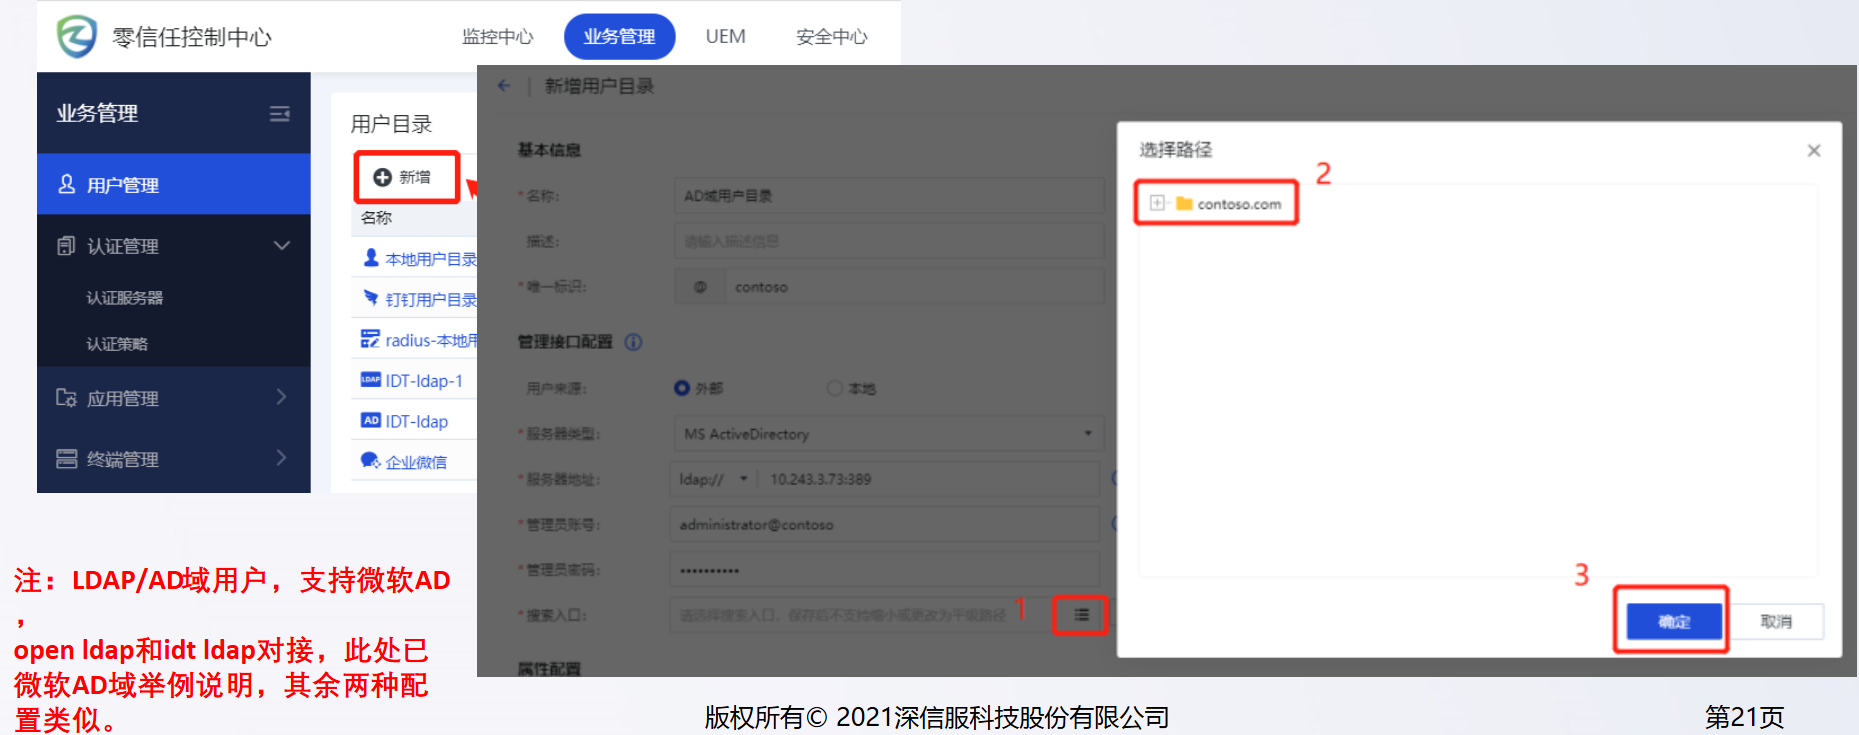 零信任控制中心
监控中心
业务管理
UEM
安全中心
业务管理
用户管理
认证管理
认证服务器
认证策略
应用管理
终端管理
用户目录
新增
名称
本地用户目录
钉钉用户目录
radius-本地用
IDT-ldap-1
IDT-ldap
企业微信
新增用户目录
基本信息
*名称: AD域用户目录
描述: 请输入描述信息
*唯一标识: @ contoso
管理接口配置
用户来源: 外部 本地
*服务器类型: MS ActiveDirectory
*服务器地址: ldap:// 10.243.3.73:389
*管理员账号: administrator@contoso
*管理员密码: ••••••••••
*搜索入口: 请选择搜索入口，保存后不支持缩小或更改为平级路径
1
属性配置
选择路径
2
contoso.com
3
确定
取消
注：LDAP/AD域用户，支持微软AD
，
open ldap和idt ldap对接，此处已
微软AD域举例说明，其余两种配
置类似。
版权所有© 2021深信服科技股份有限公司
第21页